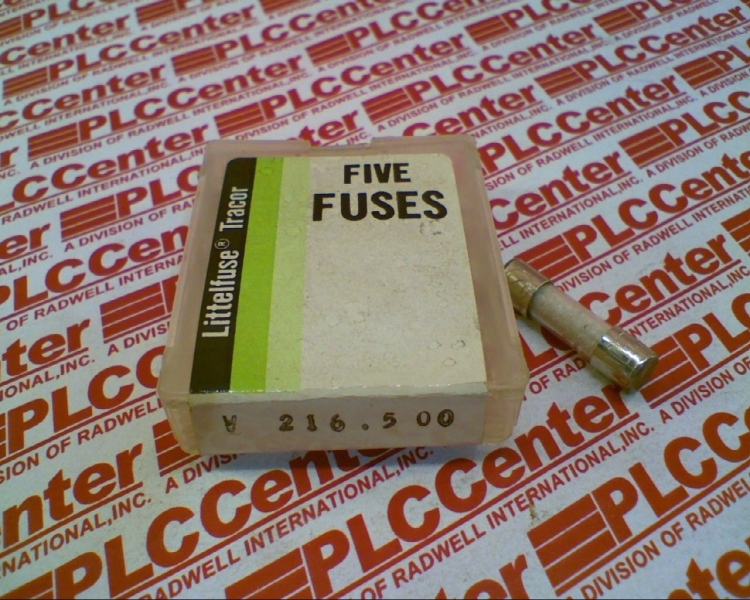 FIVE
FUSES
Littelfuse® Tracor
V 216.500
PLCCenter
A DIVISION OF RADWELL INTERNATIONAL,INC.